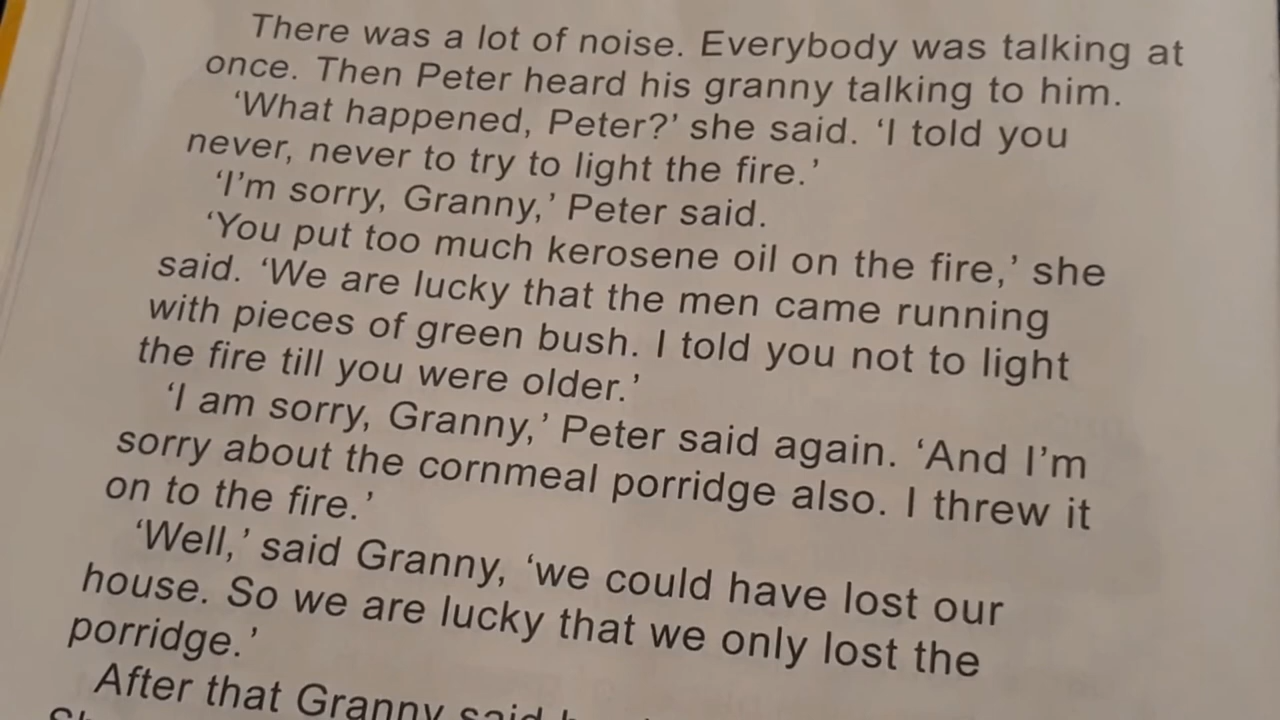 There was a lot of noise. Everybody was talking at
once. Then Peter heard his granny talking to him.
‘What happened, Peter?’ she said. ‘I told you
never, never to try to light the fire.’
‘I’m sorry, Granny,’ Peter said.
‘You put too much kerosene oil on the fire,’ she
said. ‘We are lucky that the men came running
with pieces of green bush. I told you not to light
the fire till you were older.’
‘I am sorry, Granny,’ Peter said again. ‘And I’m
sorry about the cornmeal porridge also. I threw it
on to the fire.’
‘Well,’ said Granny, ‘we could have lost our
house. So we are lucky that we only lost the
porridge.’
After that Granny said